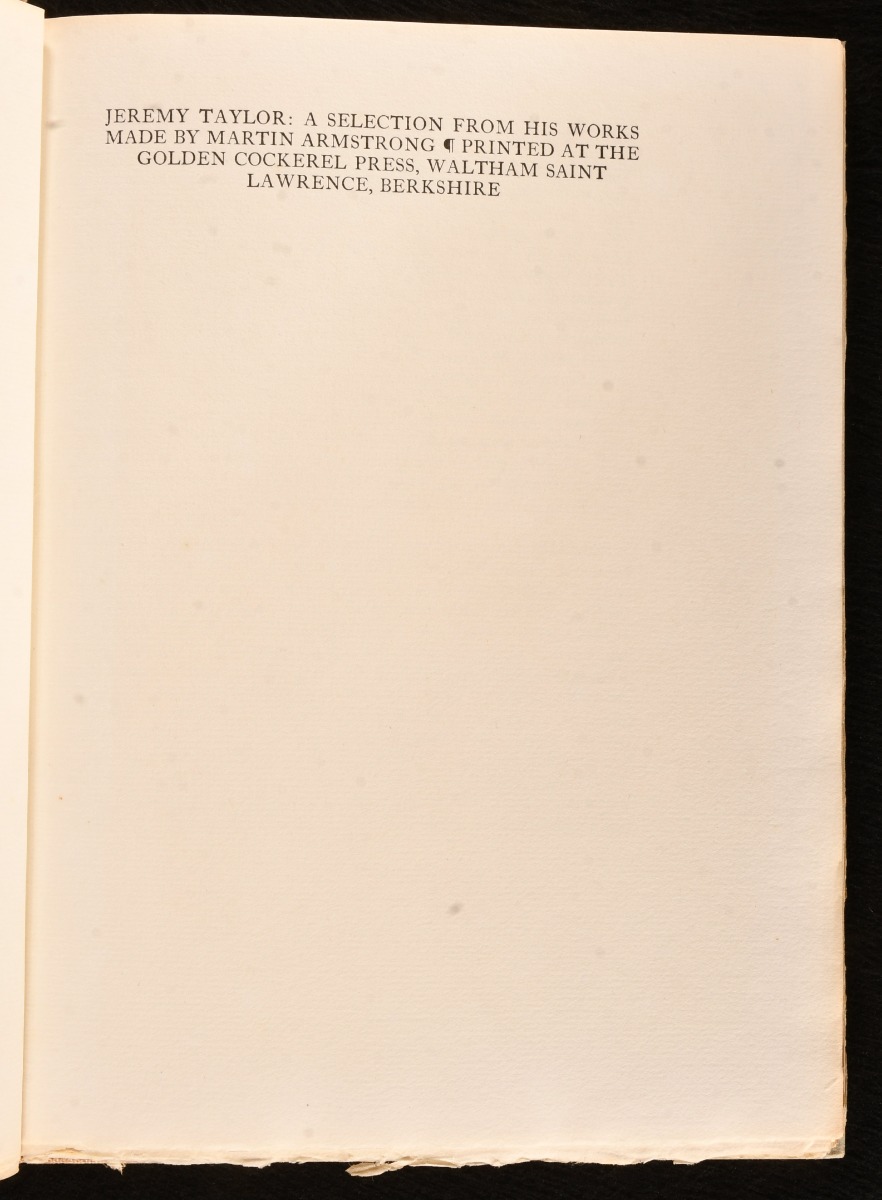 JEREMY TAYLOR: A SELECTION FROM HIS WORKS
MADE BY MARTIN ARMSTRONG ¶ PRINTED AT THE
GOLDEN COCKEREL PRESS, WALTHAM SAINT
LAWRENCE, BERKSHIRE